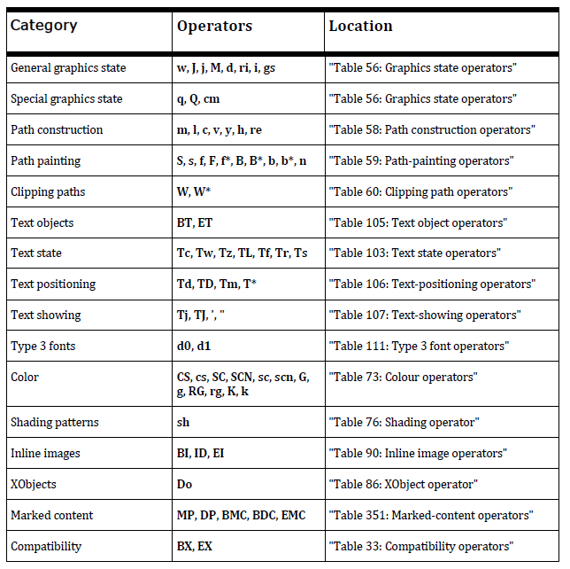 Category Operators Location
General graphics state w, J, j, M, d, ri, i, gs "Table 56: Graphics state operators"
Special graphics state q, Q, cm "Table 56: Graphics state operators"
Path construction m, l, c, v, y, h, re "Table 58: Path construction operators"
Path painting S, s, f, F, f*, B, B*, b, b*, n "Table 59: Path-painting operators"
Clipping paths W, W* "Table 60: Clipping path operators"
Text objects BT, ET "Table 105: Text object operators"
Text state Tc, Tw, Tz, TL, Tf, Tr, Ts "Table 103: Text state operators"
Text positioning Td, TD, Tm, T* "Table 106: Text-positioning operators"
Text showing Tj, TJ, ', " "Table 107: Text-showing operators"
Type 3 fonts d0, d1 "Table 111: Type 3 font operators"
Color CS, cs, SC, SCN, sc, scn, G, "Table 73: Colour operators"
g, RG, rg, K, k
Shading patterns sh "Table 76: Shading operator"
Inline images BI, ID, EI "Table 90: Inline image operators"
XObjects Do "Table 86: XObject operator"
Marked content MP, DP, BMC, BDC, EMC "Table 351: Marked-content operators"
Compatibility BX, EX "Table 33: Compatibility operators"